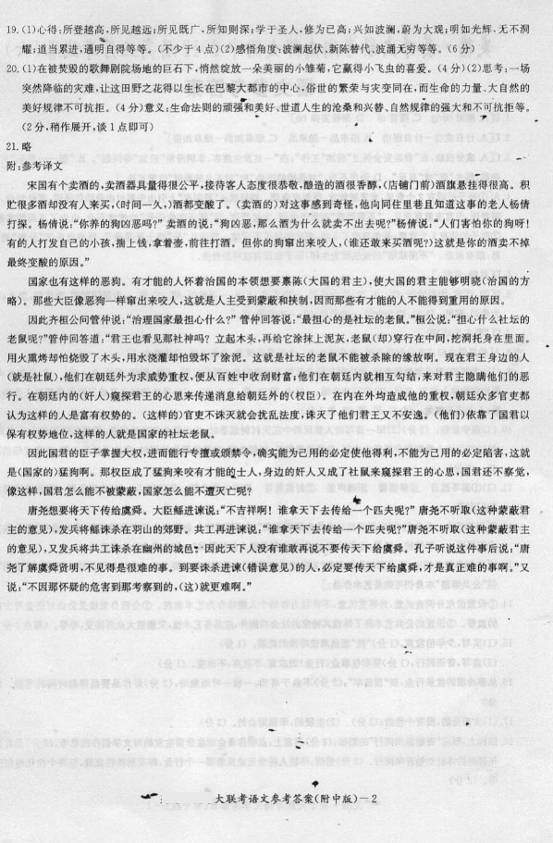 19.(1)心得:所登越高,所见越远;所见既广,所知则深;学于圣人,修为已高;兴如波澜,蔚为大观;明如光辉,无不洞
耀;道当累进,通明自得等等。(不少于4点)(2)感悟角度:波澜起伏、新陈替代、波涌无穷等等。(6分)
20.(1)在被焚毁的歌舞剧院场地的巨石下,悄然绽放一朵美丽的小雏菊,它赢得小飞虫的喜爱。(4分)(2)思考:一场
突然降临的灾难,让这田野之花得以生长在巴黎大都市的中心,俗世的繁荣与灾变同在,而生命的力量、大自然的
美好规律不可抗拒。(4分)意义:生命法则的顽强和美好、世道人生的沧桑和兴替、自然规律的强大和不可抗拒等。
(2分,稍作展开,谈1点即可)
21.略
附:参考译文
宋国有个卖酒的,卖酒器具量得很公平,接待客人态度很恭敬,酿造的酒很香醇,(店铺门前)酒旗悬挂得很高。积
贮很多酒却没有人来买,(时间一久,)酒都变酸了。(卖酒的)对这事感到奇怪,他向同住里巷且知道这事的老人杨倩
打探。杨倩说:“你养的狗凶恶吗?”卖酒的说:“狗凶恶,那么酒为什么就卖不出去呢?”杨倩说:“人们害怕你的狗呀!
有的人打发自己的小孩,揣上钱,拿着壶,前往打酒。但你的狗窜出来咬人,(谁还敢来买酒呢?)这就是你的酒卖不掉
最终变酸的原因。”
国家也有这样的恶狗。有才能的人怀着治国的本领想要禀陈(大国的君主),使大国的君主能够明晓(治国的方
略)。那些大臣像恶狗一样窜出来咬人,这就是人主受到蒙蔽和挟制,因而那些有才能的人不能得到重用的原因。
因此齐桓公问管仲说:“治理国家最担心什么?”管仲回答说:“最担心的是社坛的老鼠。”桓公说:“担心什么社坛的
老鼠呢?”管仲回答道:“君王也看见那社神吗?立起木头,再给它涂抹上泥灰,老鼠(却)穿行在中间,挖洞托身在里面。
用火熏烤却怕烧毁了木头,用水浇灌却怕毁坏了涂泥。这就是社坛的老鼠不能被杀除的缘故啊。现在君王身边的人
(就是社鼠),他们在朝廷外为求威势重权,便从百姓中收刮财富;他们在朝廷内就相互勾结,来对君主隐瞒他们的恶
行。在朝廷内的(奸人)窥探君王的心思来传递消息给朝廷外的(权臣)。在内在外均造成他的重权,朝廷众多官吏都
认为这样的人是富有权势的。(这样的)官吏不诛灭就会扰乱法度,诛灭了他们君王又不安逸。(他们)依靠了国君以
保有权势地位,这样的人就是国家的社坛老鼠。
因此国君的臣子掌握大权,进而能行专擅或颁禁令,确实能为己用的必定使他得利,不能为己用的必定陷害,这就
是(国家的)猛狗啊。那权臣成了猛狗来咬有才能的士人,身边的奸人又成了社鼠来窥探君王的心思,国君还不察觉,
像这样,国君怎么能不被蒙蔽,国家怎么能不遭灭亡呢?
唐尧想要将天下传给虞舜。大臣鲧进谏说:“不吉祥啊!谁拿天下去传给一个匹夫呢?”唐尧不听取(这种蒙蔽君
主的意见),发兵将鲧诛杀在羽山的郊野。共工再进谏说:“谁拿天下去传给一个匹夫呢?”唐尧不听取(这种蒙蔽君主
的意见),又发兵将共工诛杀在幽州的城邑。因此天下人没有谁敢再说不要传天下给虞舜。孔子听说这件事后说:“唐
尧了解虞舜贤明,不见得是很难的事。到要诛杀进谏(错误意见)的人,必定要传天下给虞舜,才是真正难的事啊。”又
说:“不因那怀疑的危害到那考察到的,(这)就更难啊。”
大联考语文参考答案(附中版)—2